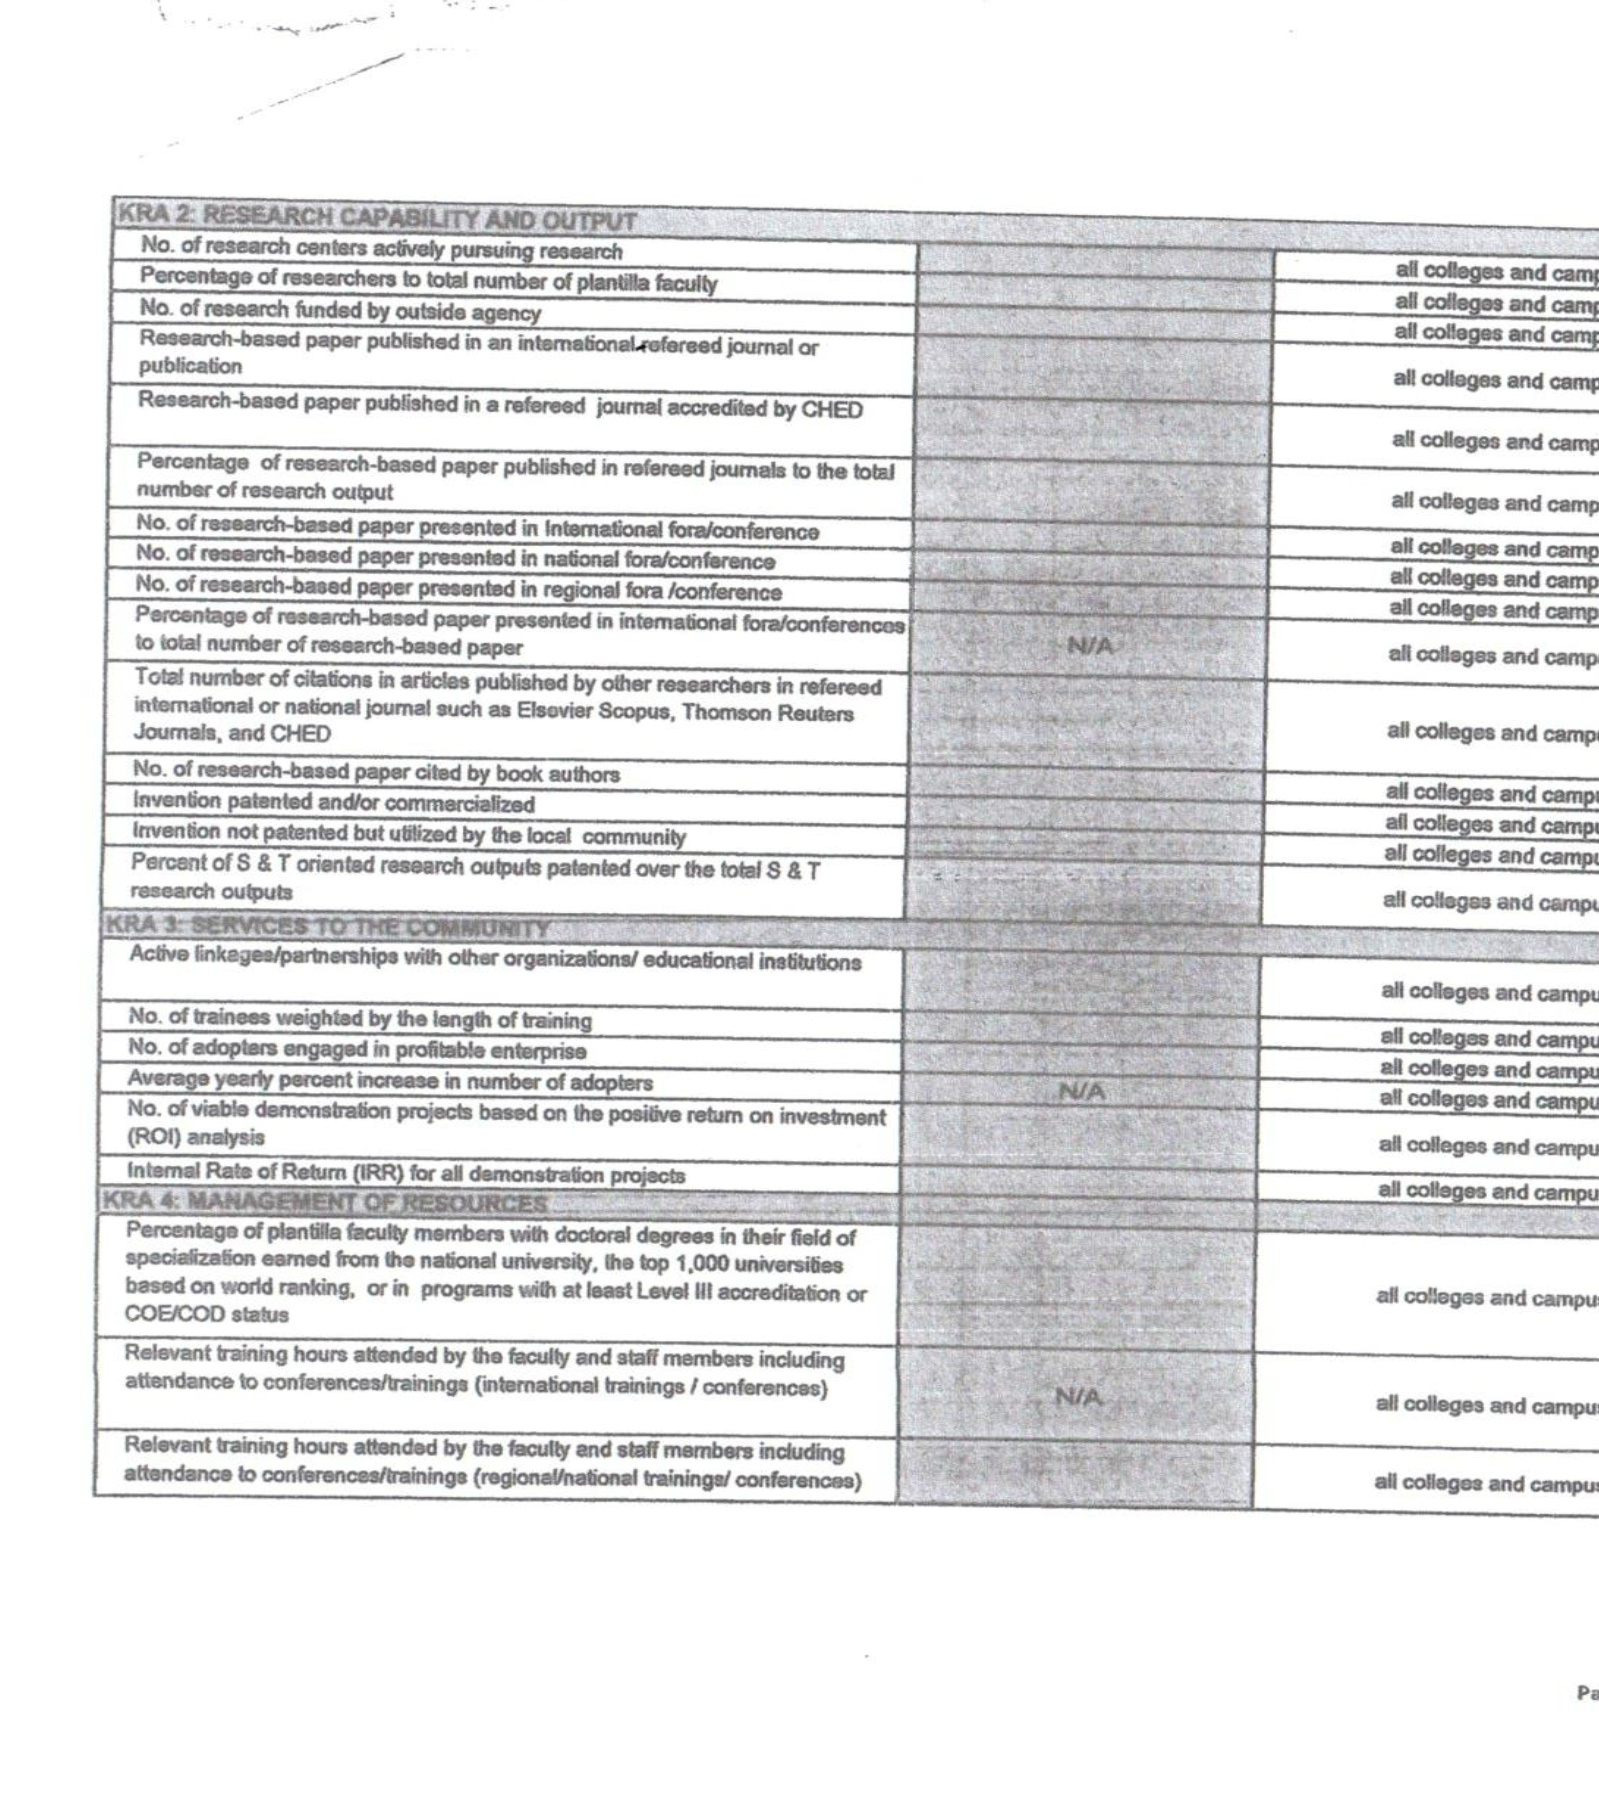 KRA 2: RESEARCH CAPABILITY AND OUTPUT
No. of research centers actively pursuing research
all colleges and camp
Percentage of researchers to total number of plantilla faculty
all colleges and camp
No. of research funded by outside agency
all colleges and camp
Research-based paper published in an international refereed journal or
publication
all colleges and camp
Research-based paper published in a refereed journal accredited by CHED
all colleges and camp
Percentage of research-based paper published in refereed journals to the total
number of research output
all colleges and camp
No. of research-based paper presented in International fora/conference
all colleges and camp
No. of research-based paper presented in national fora/conference
all colleges and camp
No. of research-based paper presented in regional fora /conference
all colleges and camp
Percentage of research-based paper presented in international fora/conferences
to total number of research-based paper
N/A
all colleges and camp
Total number of citations in articles published by other researchers in refereed
international or national journal such as Elsevier Scopus, Thomson Reuters
Journals, and CHED
all colleges and camp
No. of research-based paper cited by book authors
all colleges and camp
Invention patented and/or commercialized
all colleges and camp
Invention not patented but utilized by the local community
all colleges and campu
Percent of S & T oriented research outputs patented over the total S & T
research outputs
all colleges and campu
KRA 3: SERVICES TO THE COMMUNITY
Active linkages/partnerships with other organizations/ educational institutions
all colleges and campu
No. of trainees weighted by the length of training
all colleges and campu
No. of adopters engaged in profitable enterprise
all colleges and campu
Average yearly percent increase in number of adopters
N/A
all colleges and campu
No. of viable demonstration projects based on the positive return on investment
(ROI) analysis
all colleges and campu
Internal Rate of Return (IRR) for all demonstration projects
all colleges and campu
KRA 4: MANAGEMENT OF RESOURCES
Percentage of plantilla faculty members with doctoral degrees in their field of
specialization earned from the national university, the top 1,000 universities
based on world ranking, or in programs with at least Level III accreditation or
COE/COD status
all colleges and campus
Relevant training hours attended by the faculty and staff members including
attendance to conferences/trainings (international trainings / conferences)
N/A
all colleges and campus
Relevant training hours attended by the faculty and staff members including
attendance to conferences/trainings (regional/national trainings/ conferences)
all colleges and campus
Pa